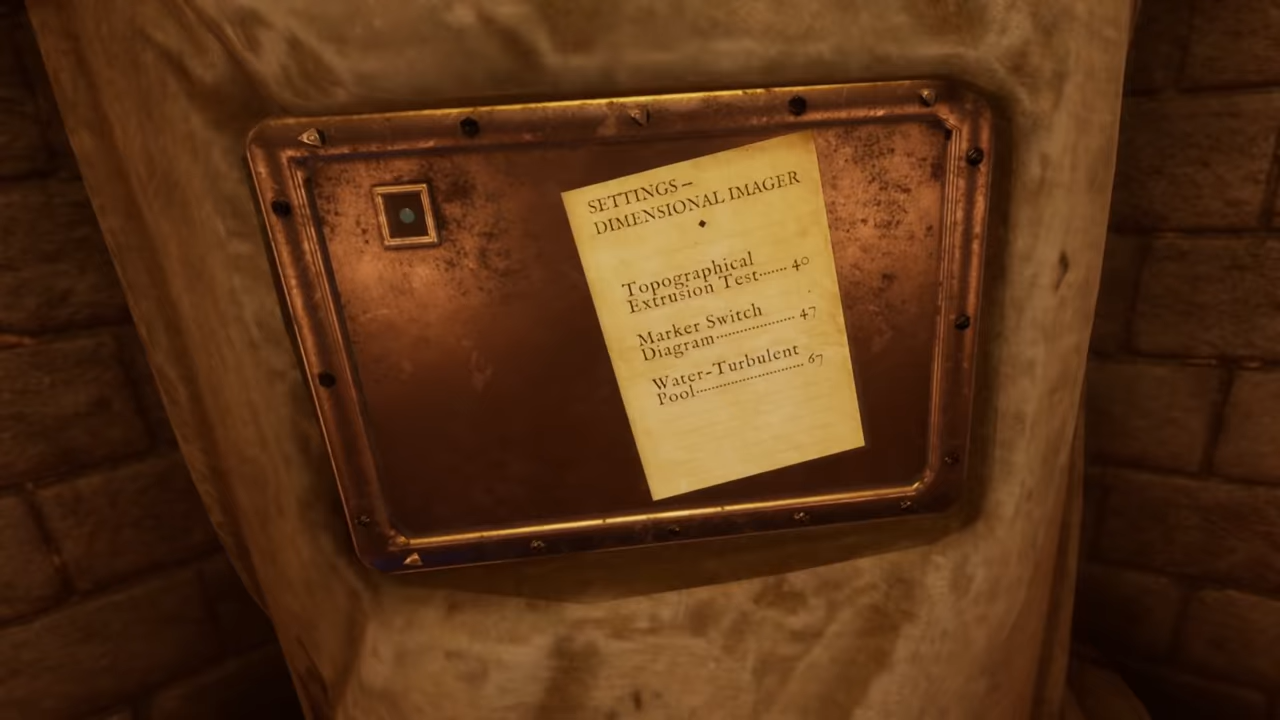 SETTINGS –
DIMENSIONAL IMAGER
Topographical
Extrusion Test....... 40
Marker Switch
Diagram.................... 47
Water-Turbulent
Pool........................... 67